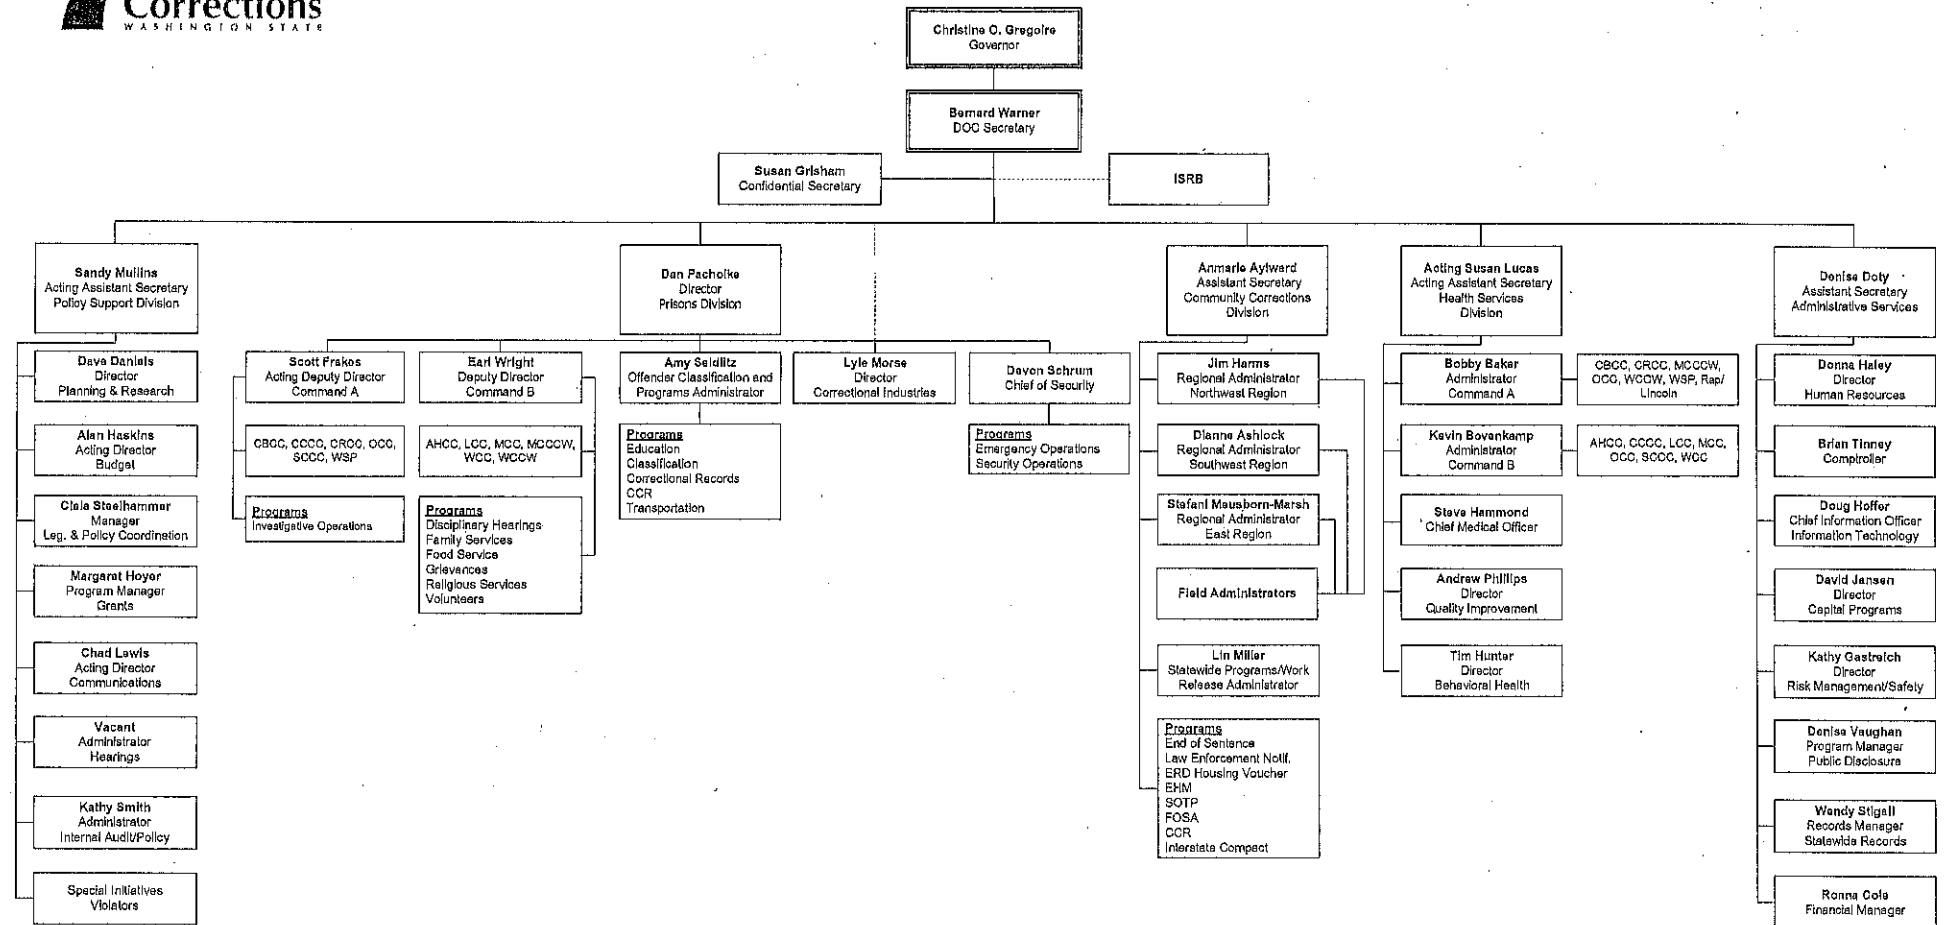 Corrections
WASHINGTON STATE
Christine O. Gregoire
Governor
Bernard Warner
DOC Secretary
Susan Grisham
Confidential Secretary
ISRB
Sandy Mullins
Acting Assistant Secretary
Policy Support Division
Dave Daniels
Director
Planning & Research
Alan Haskins
Acting Director
Budget
Clela Steelhammer
Manager
Leg. & Policy Coordination
Margaret Hoyer
Program Manager
Grants
Chad Lewis
Acting Director
Communications
Vacant
Administrator
Hearings
Kathy Smith
Administrator
Internal Audit/Policy
Special Initiatives
Violators
Dan Pacholke
Director
Prisons Division
Scott Frakes
Acting Deputy Director
Command A
CBCC, CCCC, CRCC, OCC,
SCCC, WSP
Programs
Investigative Operations
Earl Wright
Deputy Director
Command B
AHCC, LCC, MCC, MCCCW,
WCC, WCCW
Programs
Disciplinary Hearings
Family Services
Food Service
Grievances
Religious Services
Volunteers
Amy Seidlitz
Offender Classification and
Programs Administrator
Programs
Education
Classification
Correctional Records
CCR
Transportation
Lyle Morse
Director
Correctional Industries
Devon Schrum
Chief of Security
Programs
Emergency Operations
Security Operations
Anmarie Aylward
Assistant Secretary
Community Corrections
Division
Jim Harms
Regional Administrator
Northwest Region
Dianne Ashlock
Regional Administrator
Southwest Region
Regional Administrator
East Region
Field Administrators
Lin Miller
Statewide Programs/Work
Release Administrator
Programs
End of Sentence
Law Enforcement Notif.
ERD Housing Voucher
EHM
SOTP
FOSA
CCR
Interstate Compact
Acting Susan Lucas
Acting Assistant Secretary
Health Services
Division
Bobby Baker
Administrator
Command A
CBCC, CRCC, MCCCW,
OCC, WCCW, WSP, Rap/
Lincoln
Kevin Bovenkamp
Administrator
Command B
AHCC, CCCC, LCC, MCC,
OCC, SCCC, WCC
Steve Hammond
Chief Medical Officer
Andrew Phillips
Director
Quality Improvement
Tim Hunter
Director
Behavioral Health
Denise Doty
Assistant Secretary
Administrative Services
Donna Haley
Director
Human Resources
Brian Tinney
Comptroller
Doug Hoffer
Chief Information Officer
Information Technology
David Jansen
Director
Capital Programs
Kathy Gastreich
Director
Risk Management/Safety
Denise Vaughan
Program Manager
Public Disclosure
Wendy Stigall
Records Manager
Statewide Records
Ronna Cole
Financial Manager